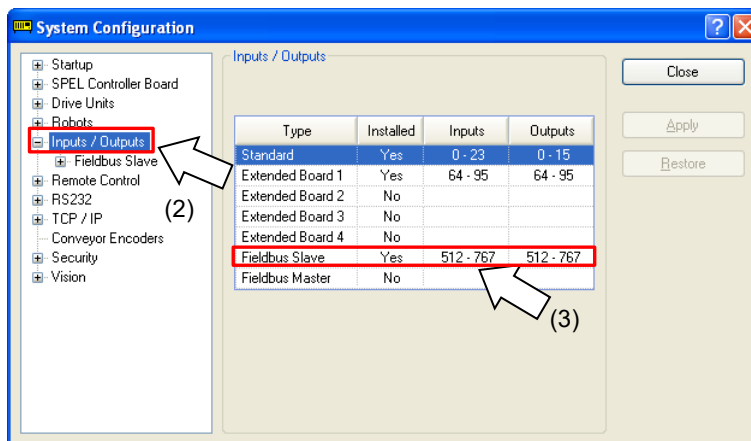 System Configuration
Startup
SPEL Controller Board
Drive Units
Robots
Inputs / Outputs
Fieldbus Slave
Remote Control
RS232
TCP / IP
Conveyor Encoders
Security
Vision
(2)
Inputs / Outputs
Type Installed Inputs Outputs
Standard Yes 0 - 23 0 - 15
Extended Board 1 Yes 64 - 95 64 - 95
Extended Board 2 No
Extended Board 3 No
Extended Board 4 No
Fieldbus Slave Yes 512 - 767 512 - 767
Fieldbus Master No
(3)
Close
Apply
Restore